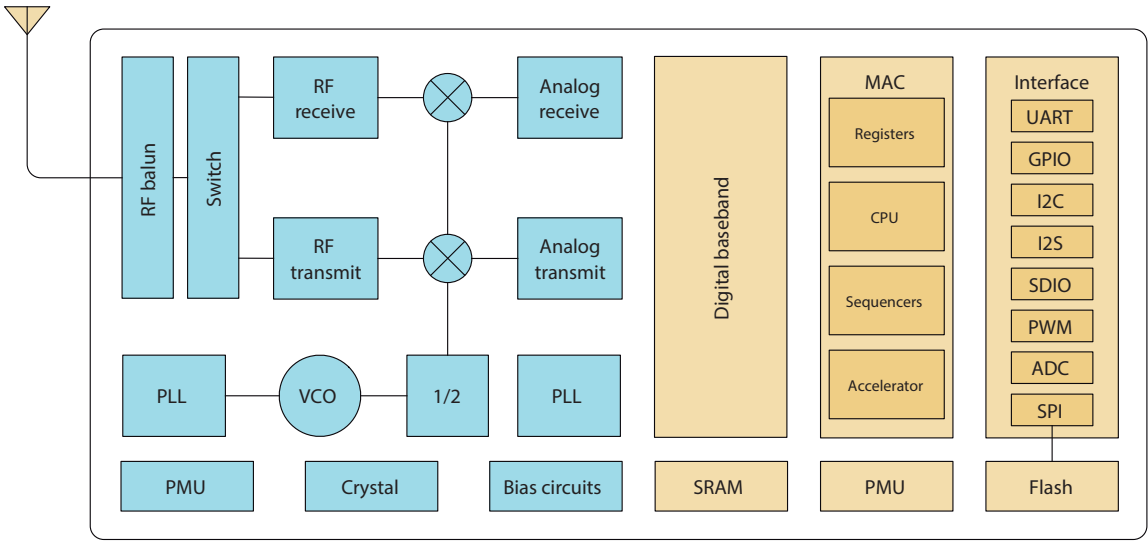 RF balun
Switch
RF
receive
Analog
receive
RF
transmit
Analog
transmit
PLL
VCO
1/2
PLL
PMU
Crystal
Bias circuits
Digital baseband
SRAM
MAC
Registers
CPU
Sequencers
Accelerator
PMU
Interface
UART
GPIO
I2C
I2S
SDIO
PWM
ADC
SPI
Flash